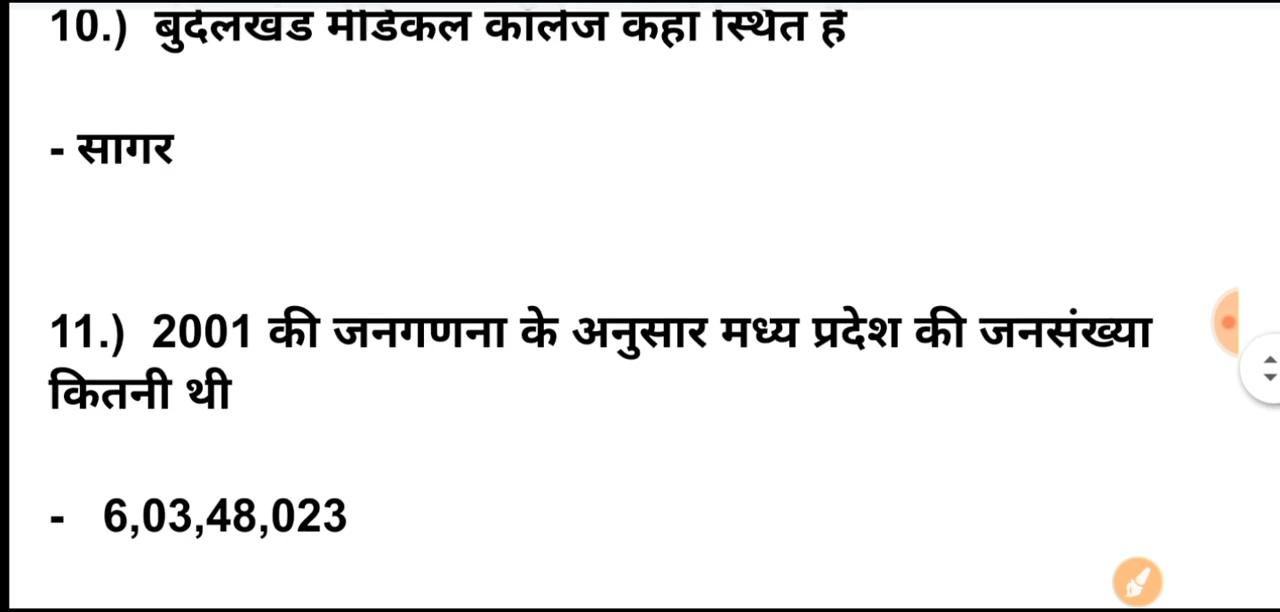 10.) बुंदेलखंड मेडिकल कॉलेज कहां स्थित है
- सागर
11.) 2001 की जनगणना के अनुसार मध्य प्रदेश की जनसंख्या
कितनी थी
- 6,03,48,023